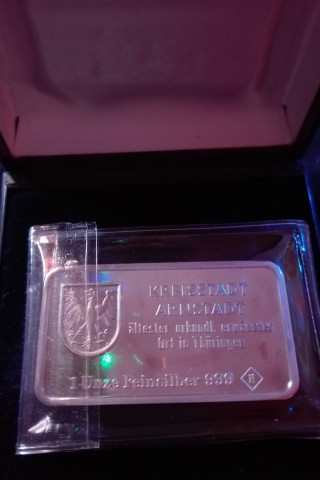 KREISSTADT
ARNSTADT
ältester urkundl. erwähnter
Ort in Thüringen
1 Unze Feinsilber 999